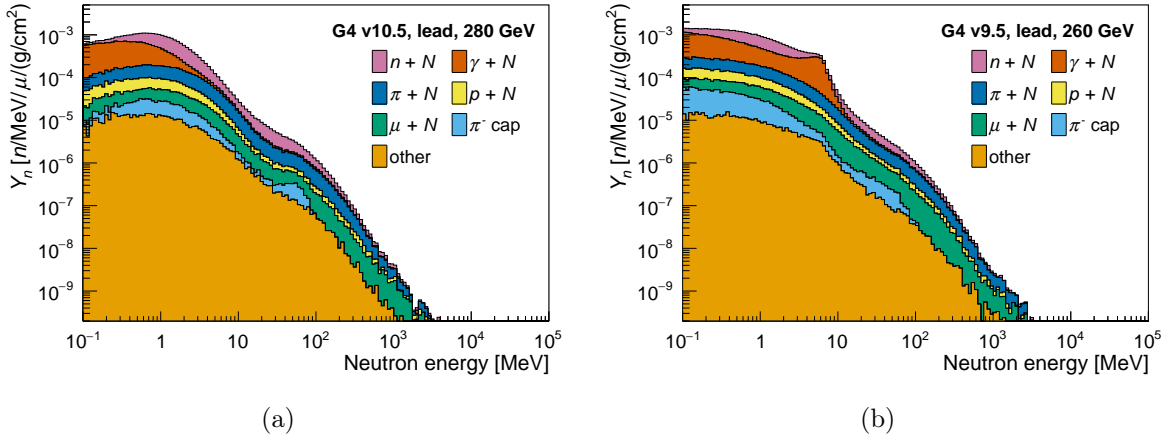 G4 v10.5, lead, 280 GeV
n + N γ + N
π + N p + N
μ + N π⁻ cap
other
Yₙ [n/MeV/μ/(g/cm²)]
10⁻³
10⁻⁴
10⁻⁵
10⁻⁶
10⁻⁷
10⁻⁸
10⁻⁹
10⁻¹ 1 10 10² 10³ 10⁴ 10⁵
Neutron energy [MeV]
(a)
G4 v9.5, lead, 260 GeV
n + N γ + N
π + N p + N
μ + N π⁻ cap
other
Yₙ [n/MeV/μ/(g/cm²)]
10⁻³
10⁻⁴
10⁻⁵
10⁻⁶
10⁻⁷
10⁻⁸
10⁻⁹
10⁻¹ 1 10 10² 10³ 10⁴ 10⁵
Neutron energy [MeV]
(b)